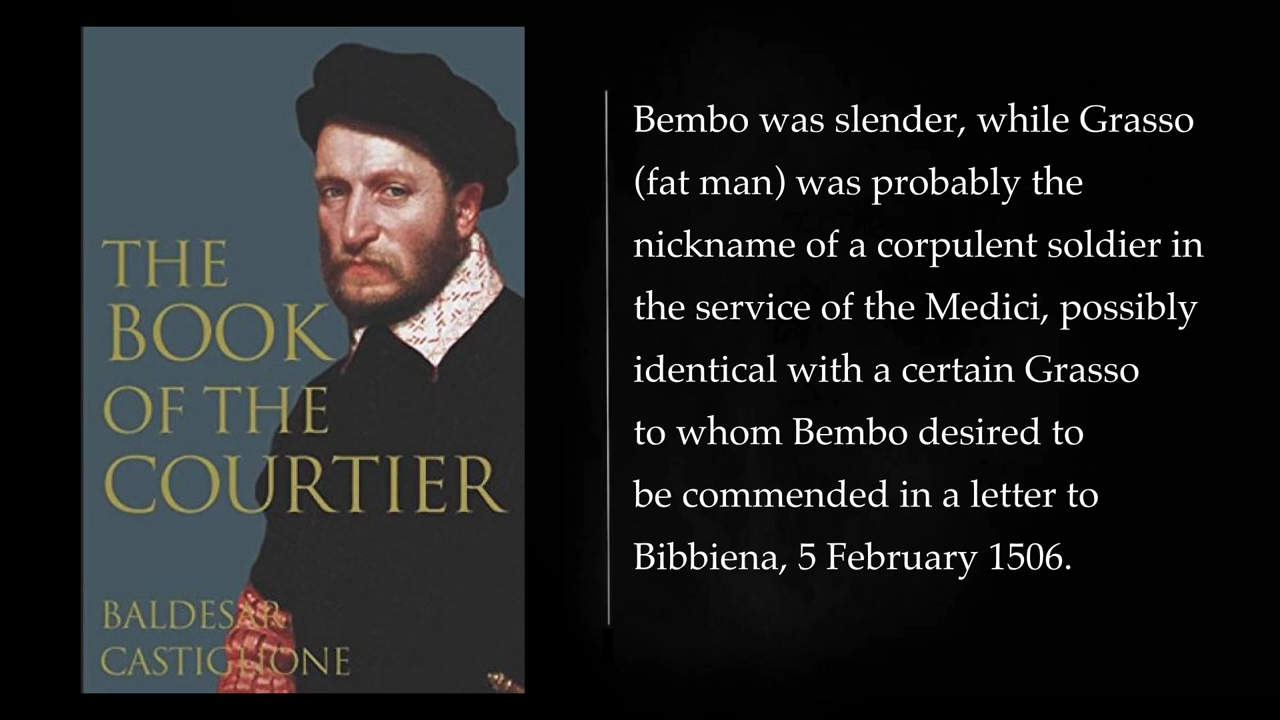 THE
BOOK
OF THE
COURTIER
BALDESAR
CASTIGLIONE
Bembo was slender, while Grasso
(fat man) was probably the
nickname of a corpulent soldier in
the service of the Medici, possibly
identical with a certain Grasso
to whom Bembo desired to
be commended in a letter to
Bibbiena, 5 February 1506.